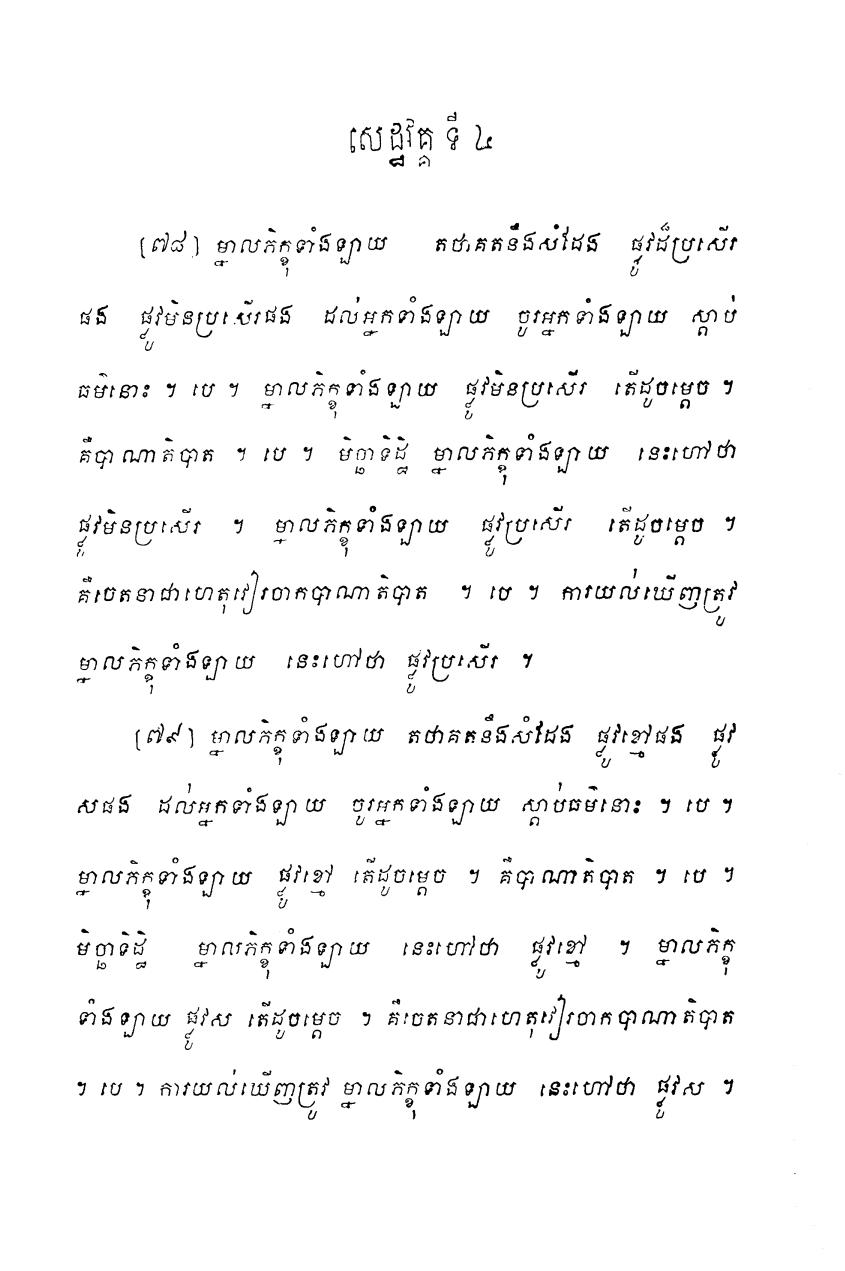 សេដ្ឋវគ្គ ទី ៤
[៧៨] ម្នាលភិក្ខុទាំងឡាយ តថាគតនឹងសំដែង ផ្លូវដ៏ប្រសើរ
ផង ផ្លូវមិនប្រសើរផង ដល់អ្នកទាំងឡាយ ចូរអ្នកទាំងឡាយ ស្តាប់
ធម៌នោះ ។ បេ ។ ម្នាលភិក្ខុទាំងឡាយ ផ្លូវមិនប្រសើរ តើដូចម្តេច ។
គឺបាណាតិបាត ។ បេ ។ មិច្ឆាទិដ្ឋិ ម្នាលភិក្ខុទាំងឡាយ នេះហៅថា
ផ្លូវមិនប្រសើរ ។ ម្នាលភិក្ខុទាំងឡាយ ផ្លូវប្រសើរ តើដូចម្តេច ។
គឺចេតនាជាហេតុវៀរចាកបាណាតិបាត ។ បេ ។ ការយល់ឃើញត្រូវ
ម្នាលភិក្ខុទាំងឡាយ នេះហៅថា ផ្លូវប្រសើរ ។
[៧៩] ម្នាលភិក្ខុទាំងឡាយ តថាគតនឹងសំដែង ផ្លូវខ្មៅផង ផ្លូវ
សផង ដល់អ្នកទាំងឡាយ ចូរអ្នកទាំងឡាយ ស្តាប់ធម៌នោះ ។ បេ ។
ម្នាលភិក្ខុទាំងឡាយ ផ្លូវខ្មៅ តើដូចម្តេច ។ គឺបាណាតិបាត ។ បេ ។
មិច្ឆាទិដ្ឋិ ម្នាលភិក្ខុទាំងឡាយ នេះហៅថា ផ្លូវខ្មៅ ។ ម្នាលភិក្ខុ
ទាំងឡាយ ផ្លូវស តើដូចម្តេច ។ គឺចេតនាជាហេតុវៀរចាកបាណាតិបាត
។ បេ ។ ការយល់ឃើញត្រូវ ម្នាលភិក្ខុទាំងឡាយ នេះហៅថា ផ្លូវស ។